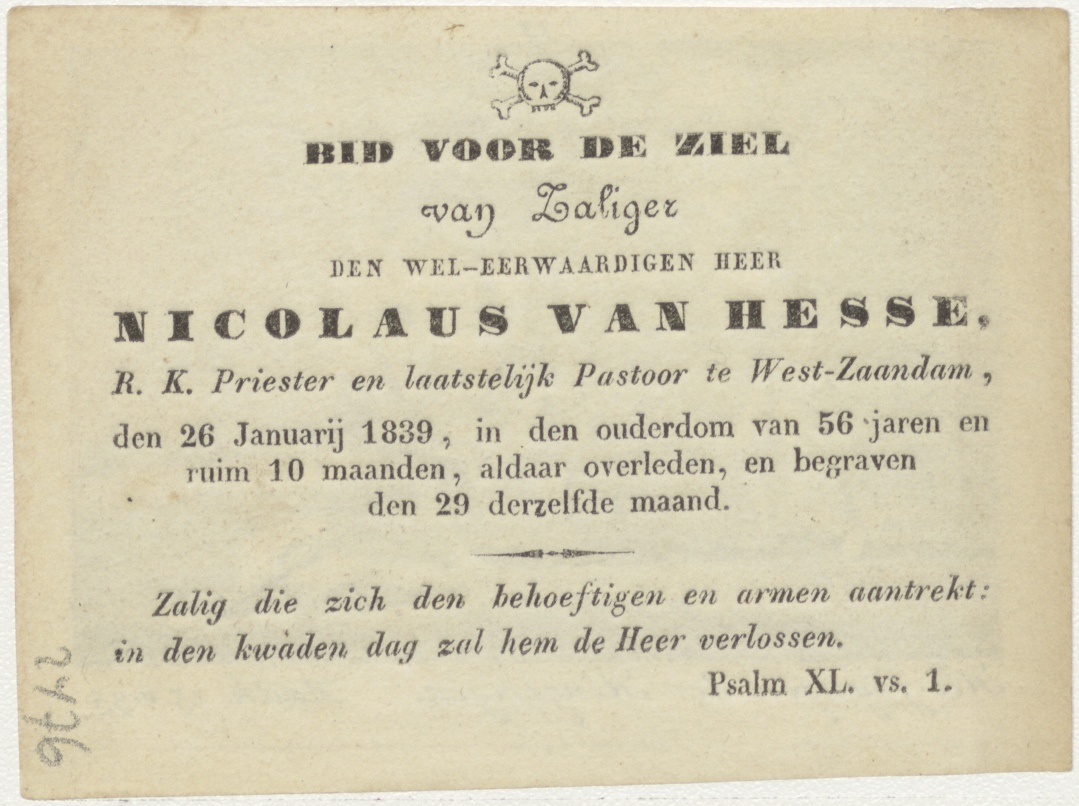 BID VOOR DE ZIEL
van Zaliger
DEN WEL-EERWAARDIGEN HEER
NICOLAUS VAN HESSE,
R. K. Priester en laatstelijk Pastoor te West-Zaandam,
den 26 Januarij 1839, in den ouderdom van 56 jaren en
ruim 10 maanden, aldaar overleden, en begraven
den 29 derzelfde maand.
Zalig die zich den behoeftigen en armen aantrekt:
in den kwàden dag zal hem de Heer verlossen.
Psalm XL. vs. 1.